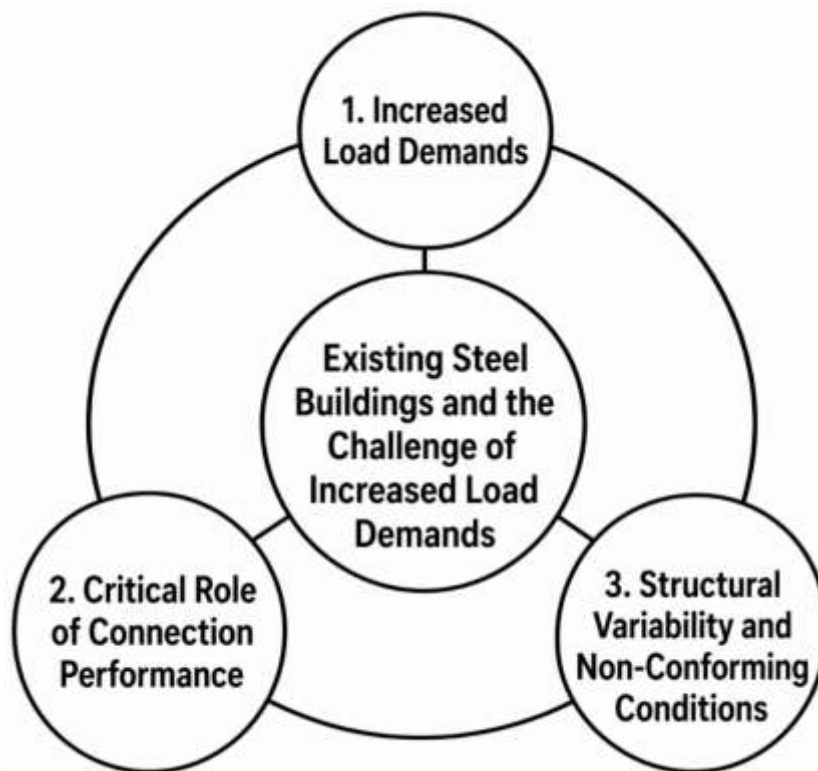 1. Increased
Load Demands
Existing Steel
Buildings and the
Challenge of
Increased Load
Demands
2. Critical Role
of Connection
Performance
3. Structural
Variability and
Non-Conforming
Conditions